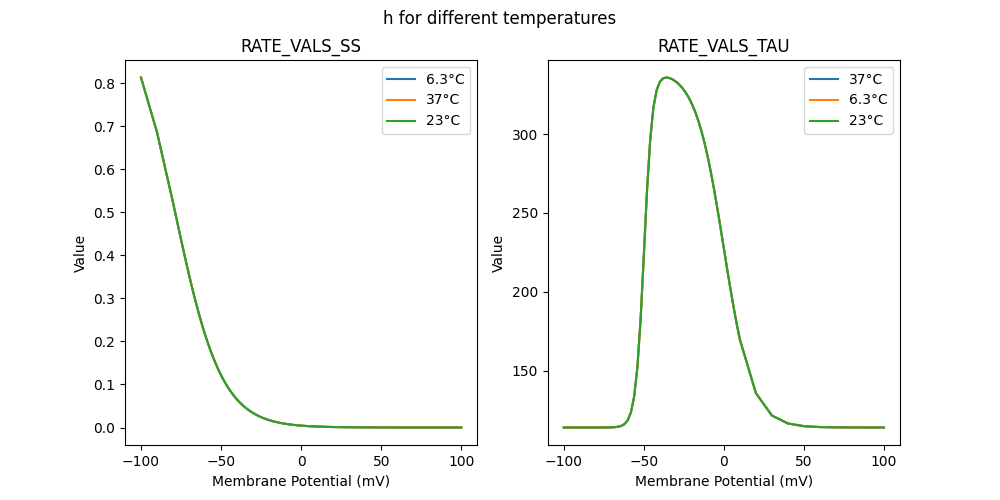 h for different temperatures
RATE_VALS_SS
0.8
0.7
0.6
0.5
0.4
0.3
0.2
0.1
0.0
Value
−100
−50
0
50
100
Membrane Potential (mV)
6.3°C
37°C
23°C
RATE_VALS_TAU
300
250
200
150
Value
−100
−50
0
50
100
Membrane Potential (mV)
37°C
6.3°C
23°C